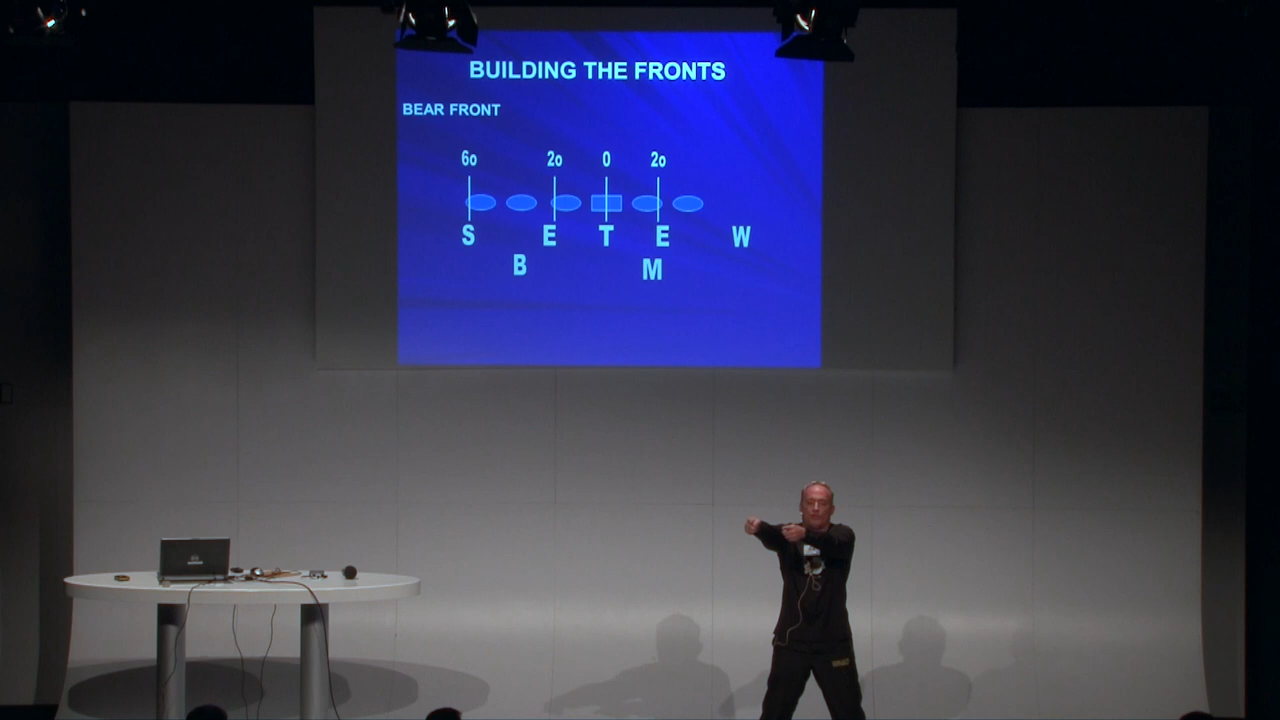 BUILDING THE FRONTS
BEAR FRONT
6o 2o 0 2o
S E T E W
B M